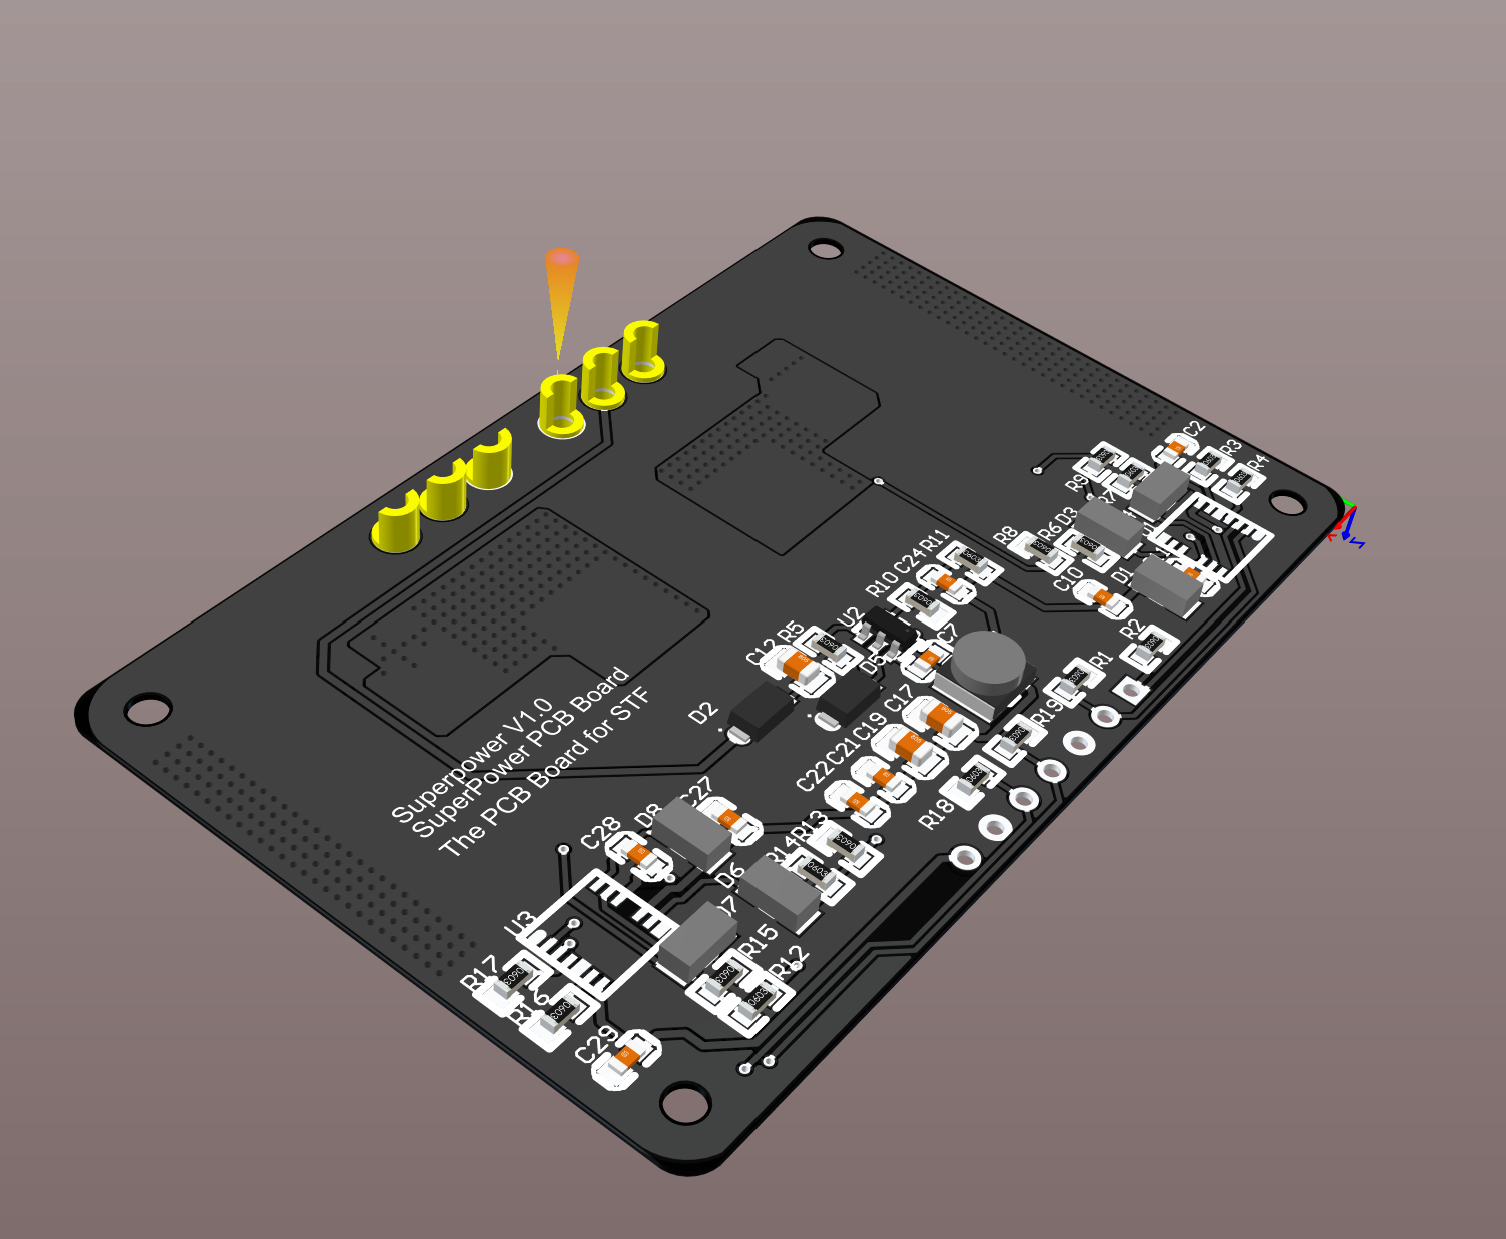 Superpower V1.0
SuperPower PCB Board
The PCB Board for STF
C2
R3
R4
R9
R7
D3
R6
R8
C10
D1
R11
C24
R10
U2
C7
R5
C12
D5
D2
R2
R1
R19
R18
C17
C19
C21
C22
C27
D8
C28
R13
R14
D6
D7
U3
R15
R12
R17
R16
C29